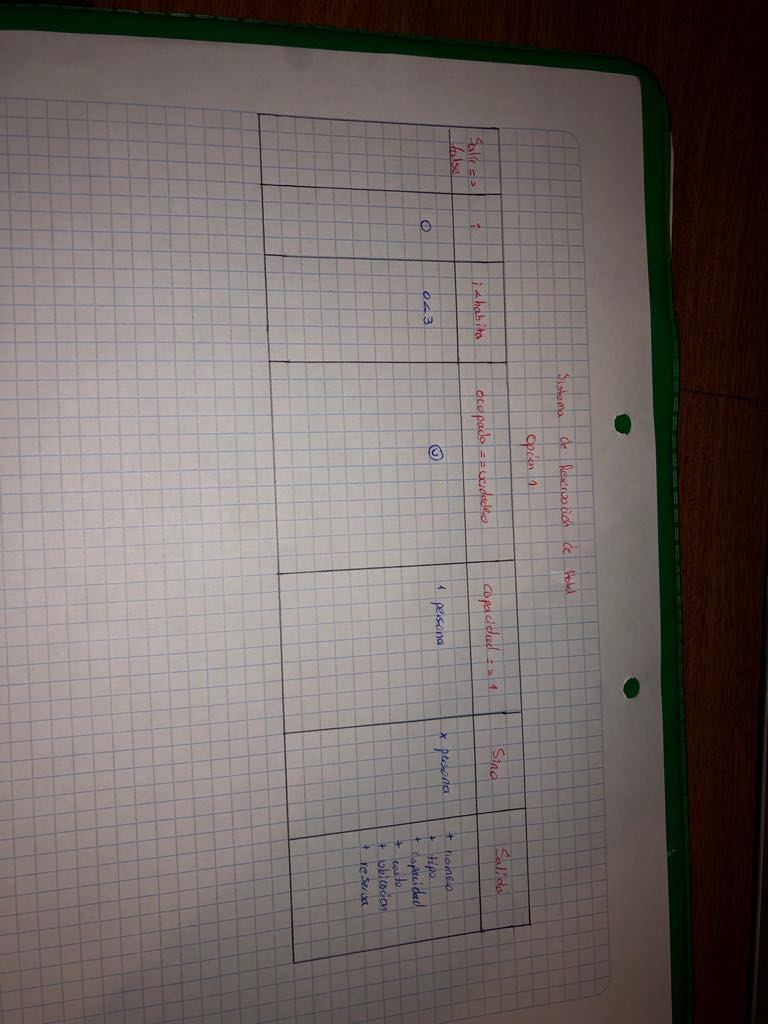 Sistema de Reservación de Hotel
Opción 1.
Salir == false
i
i < habita
ocupada == verdadero
capacidad == 1
Sino
Salida
0
0<3
V
1 persona
x persona
+ numero
+ tipo
+ capacidad
+ costo
+ ubicacion
+ reserva